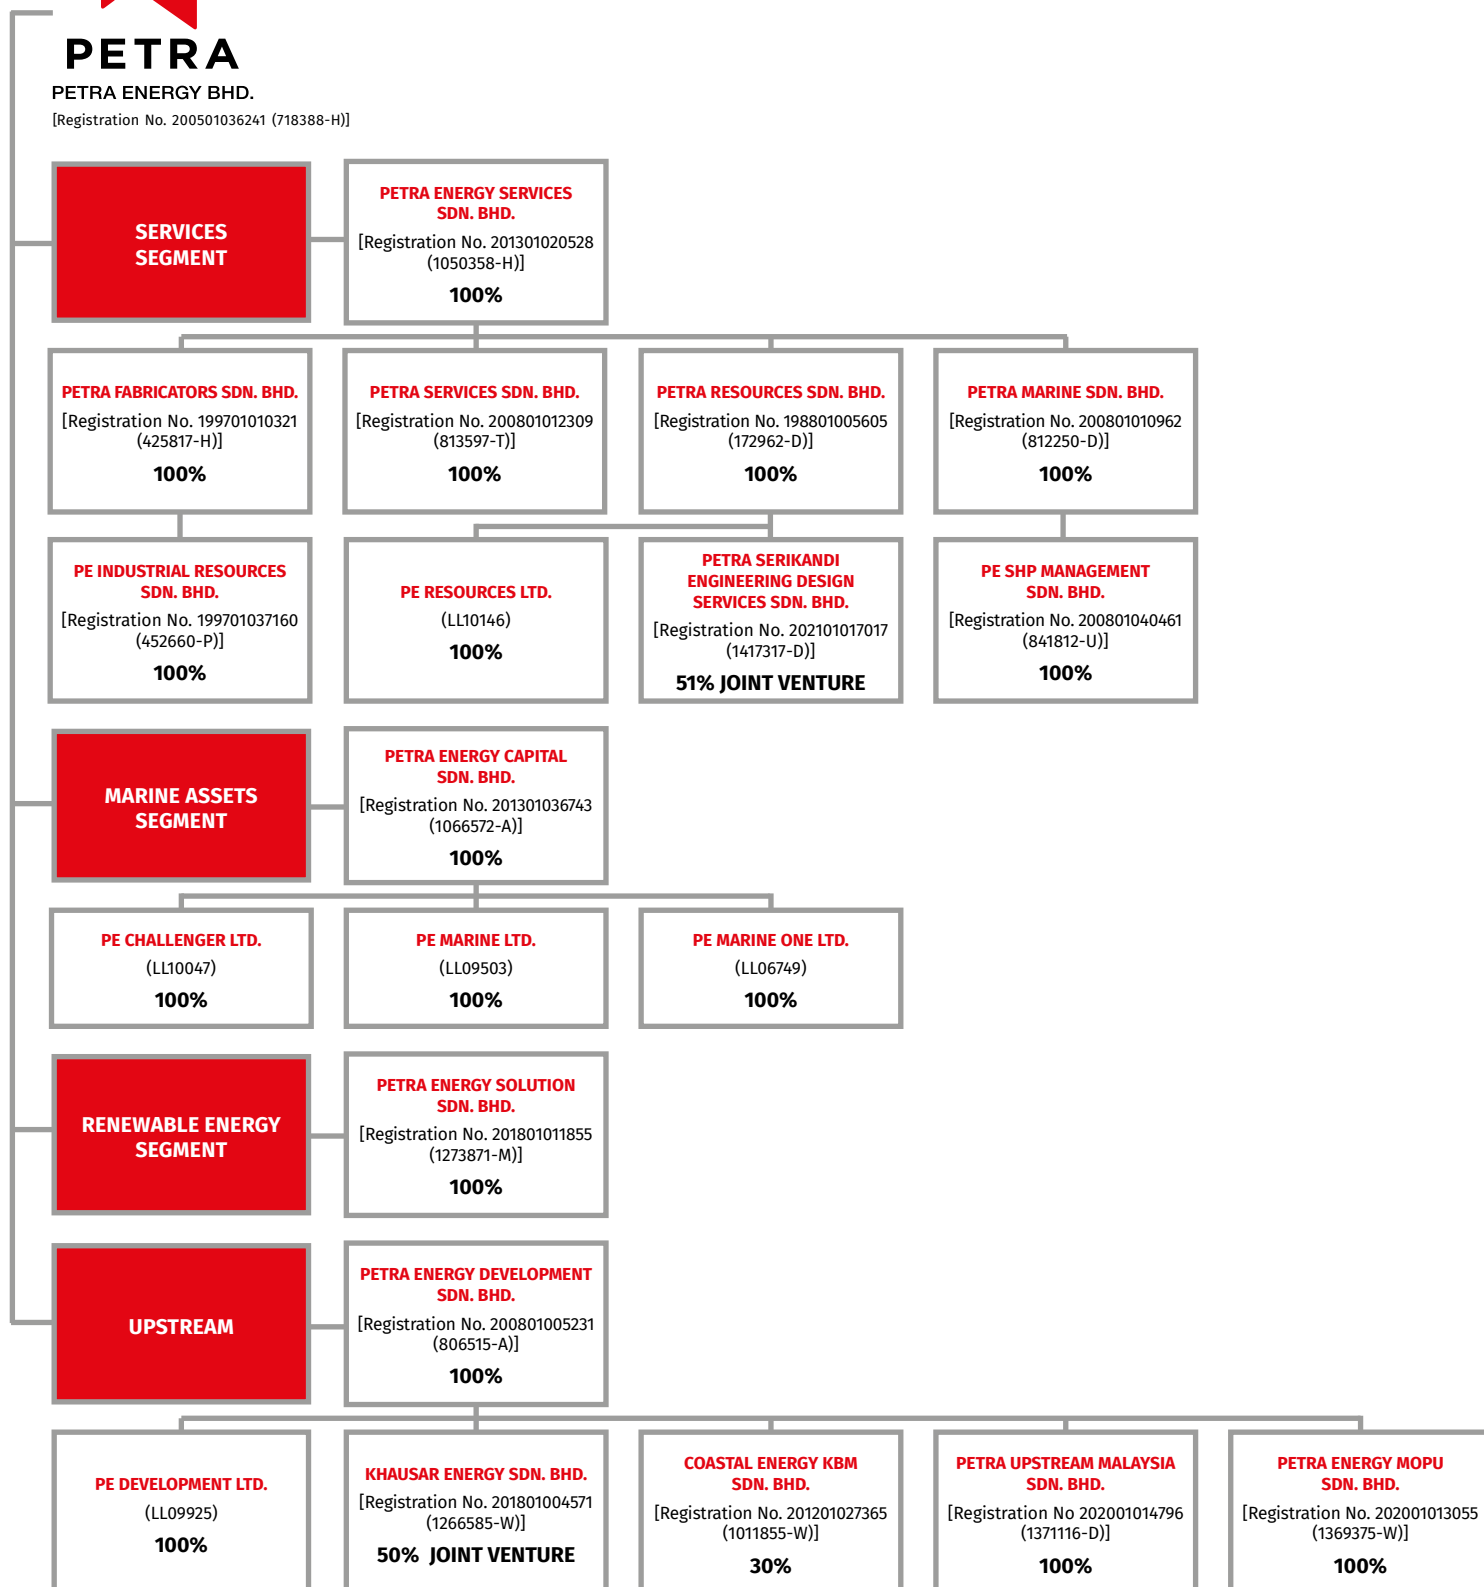 PETRA
PETRA ENERGY BHD.
[Registration No. 200501036241 (718388-H)]
SERVICES
SEGMENT
PETRA ENERGY SERVICES
SDN. BHD.
[Registration No. 201301020528
(1050358-H)]
100%
PETRA FABRICATORS SDN. BHD.
[Registration No. 199701010321
(425817-H)]
100%
PETRA SERVICES SDN. BHD.
[Registration No. 200801012309
(813597-T)]
100%
PETRA RESOURCES SDN. BHD.
[Registration No. 198801005605
(172962-D)]
100%
PETRA MARINE SDN. BHD.
[Registration No. 200801010962
(812250-D)]
100%
PE INDUSTRIAL RESOURCES
SDN. BHD.
[Registration No. 199701037160
(452660-P)]
100%
PE RESOURCES LTD.
(LL10146)
100%
PETRA SERIKANDI
ENGINEERING DESIGN
SERVICES SDN. BHD.
[Registration No. 202101017017
(1417317-D)]
51% JOINT VENTURE
PE SHP MANAGEMENT
SDN. BHD.
[Registration No. 200801040461
(841812-U)]
100%
MARINE ASSETS
SEGMENT
PETRA ENERGY CAPITAL
SDN. BHD.
[Registration No. 201301036743
(1066572-A)]
100%
PE CHALLENGER LTD.
(LL10047)
100%
PE MARINE LTD.
(LL09503)
100%
PE MARINE ONE LTD.
(LL06749)
100%
RENEWABLE ENERGY
SEGMENT
PETRA ENERGY SOLUTION
SDN. BHD.
[Registration No. 201801011855
(1273871-M)]
100%
UPSTREAM
PETRA ENERGY DEVELOPMENT
SDN. BHD.
[Registration No. 200801005231
(806515-A)]
100%
PE DEVELOPMENT LTD.
(LL09925)
100%
KHAUSAR ENERGY SDN. BHD.
[Registration No. 201801004571
(1266585-W)]
50% JOINT VENTURE
COASTAL ENERGY KBM
SDN. BHD.
[Registration No. 201201027365
(1011855-W)]
30%
PETRA UPSTREAM MALAYSIA
SDN. BHD.
[Registration No 202001014796
(1371116-D)]
100%
PETRA ENERGY MOPU
SDN. BHD.
[Registration No. 202001013055
(1369375-W)]
100%